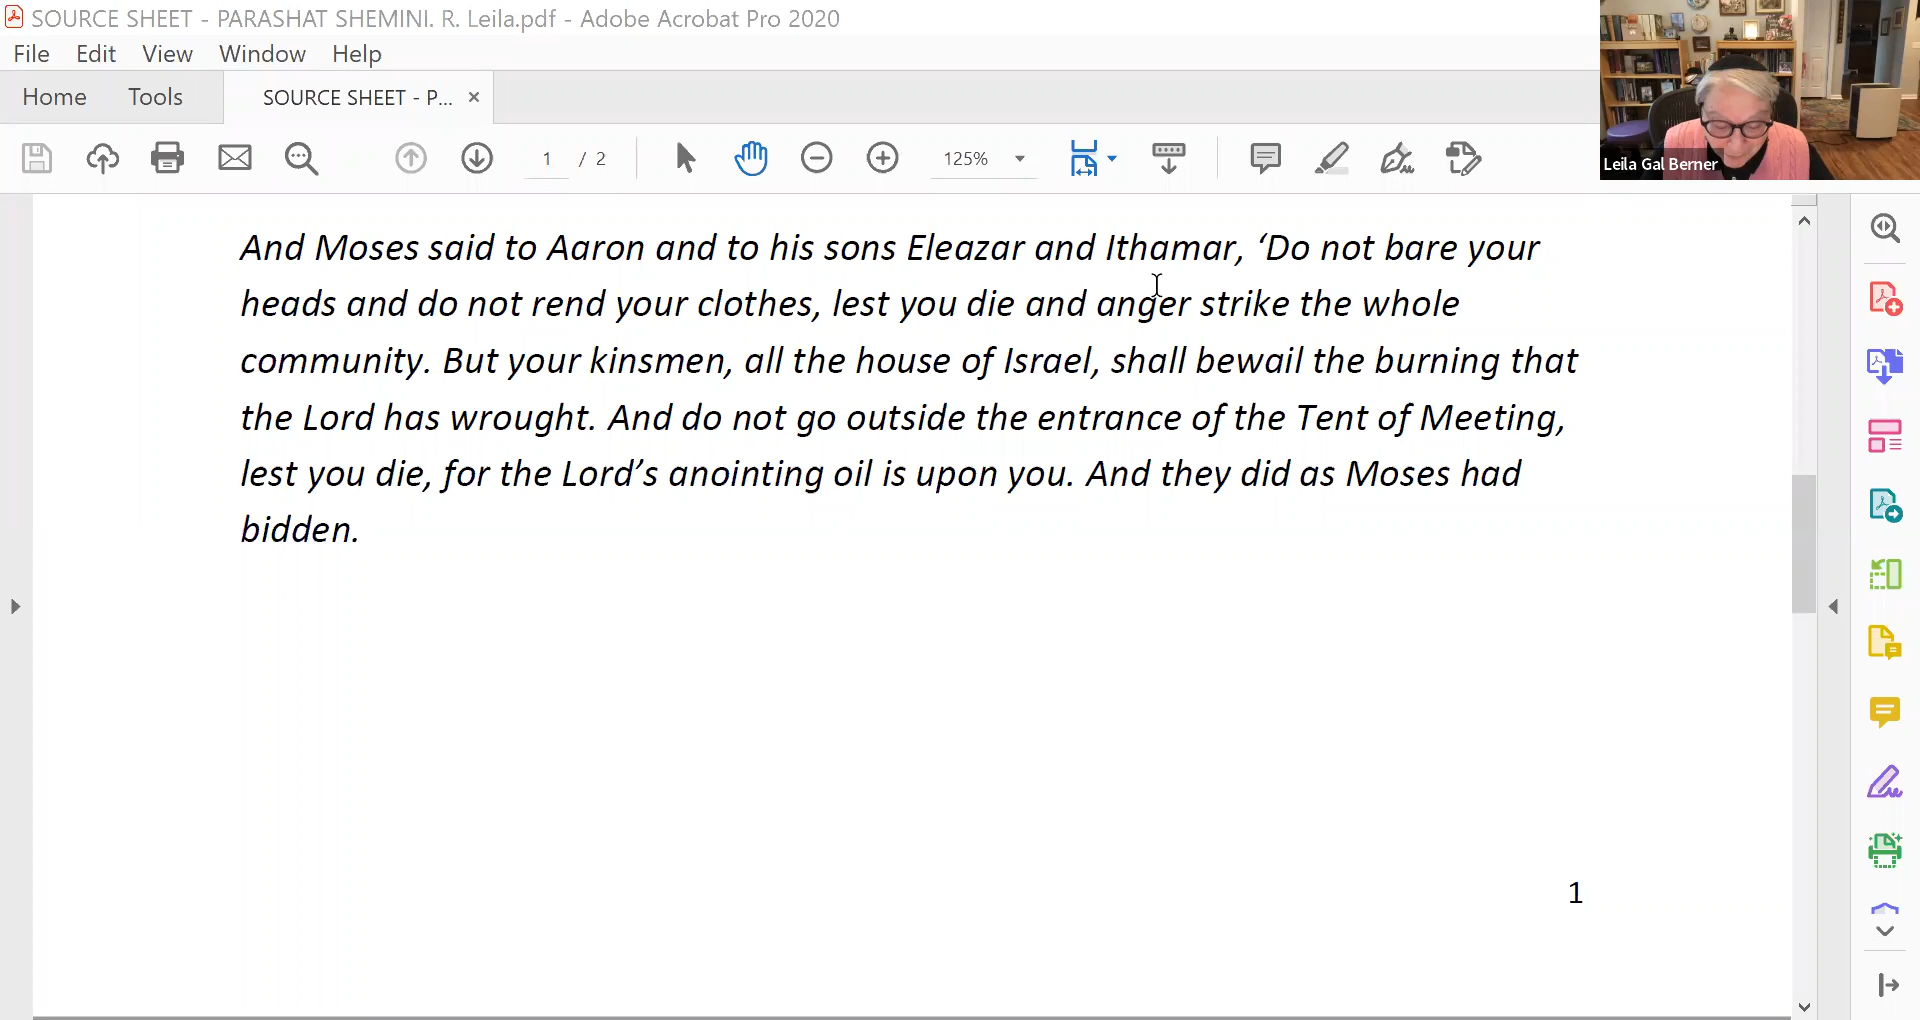 SOURCE SHEET - PARASHAT SHEMINI. R. Leila.pdf - Adobe Acrobat Pro 2020
File Edit View Window Help
Home Tools SOURCE SHEET - P... ×
1 / 2 125%
Leila Gal Berner
And Moses said to Aaron and to his sons Eleazar and Ithamar, ‘Do not bare your
heads and do not rend your clothes, lest you die and anger strike the whole
community. But your kinsmen, all the house of Israel, shall bewail the burning that
the Lord has wrought. And do not go outside the entrance of the Tent of Meeting,
lest you die, for the Lord’s anointing oil is upon you. And they did as Moses had
bidden.
1